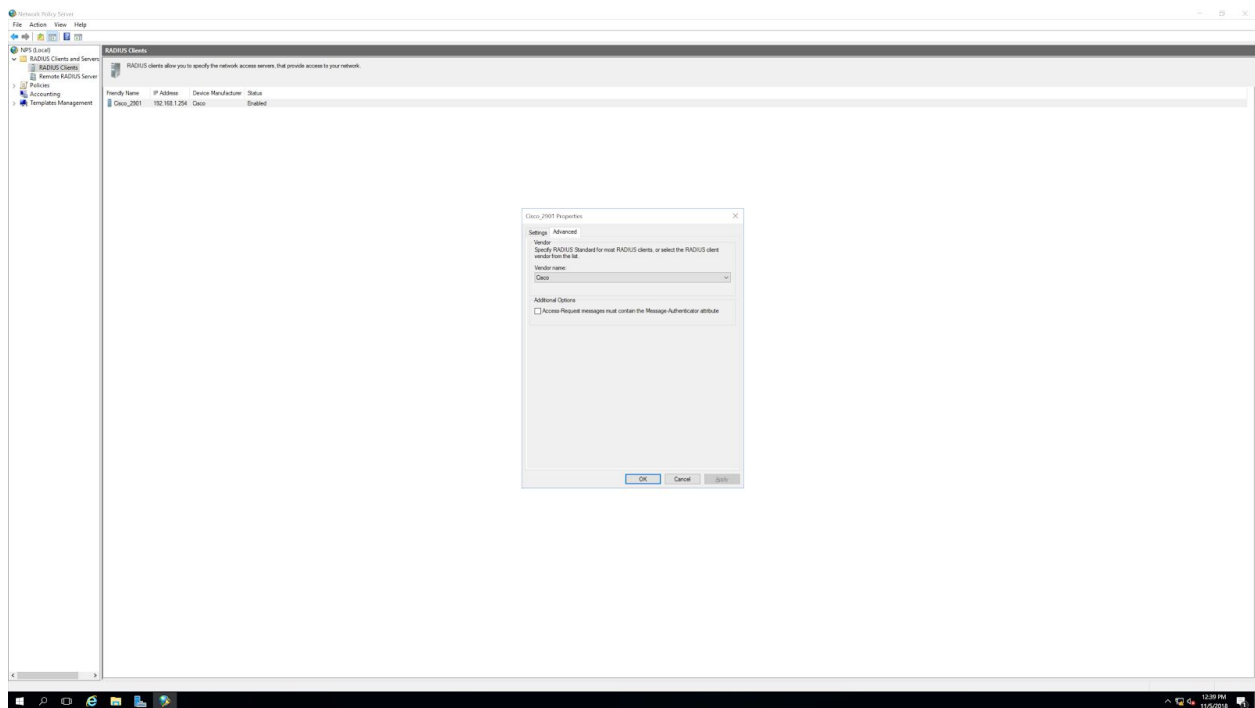 Network Policy Server
File Action View Help
NPS (Local)
RADIUS Clients and Servers
RADIUS Clients
Remote RADIUS Server
Policies
Accounting
Templates Management
RADIUS Clients
RADIUS clients allow you to specify the network access servers, that provide access to your network.
Friendly Name IP Address Device Manufacturer Status
Cisco_2901 192.168.1.254 Cisco Enabled
Cisco_2901 Properties
Settings Advanced
Vendor
Specify RADIUS Standard for most RADIUS clients, or select the RADIUS client
vendor from the list.
Vendor name:
Cisco
Additional Options
Access-Request messages must contain the Message-Authenticator attribute
OK Cancel Apply
12:39 PM
11/5/2018